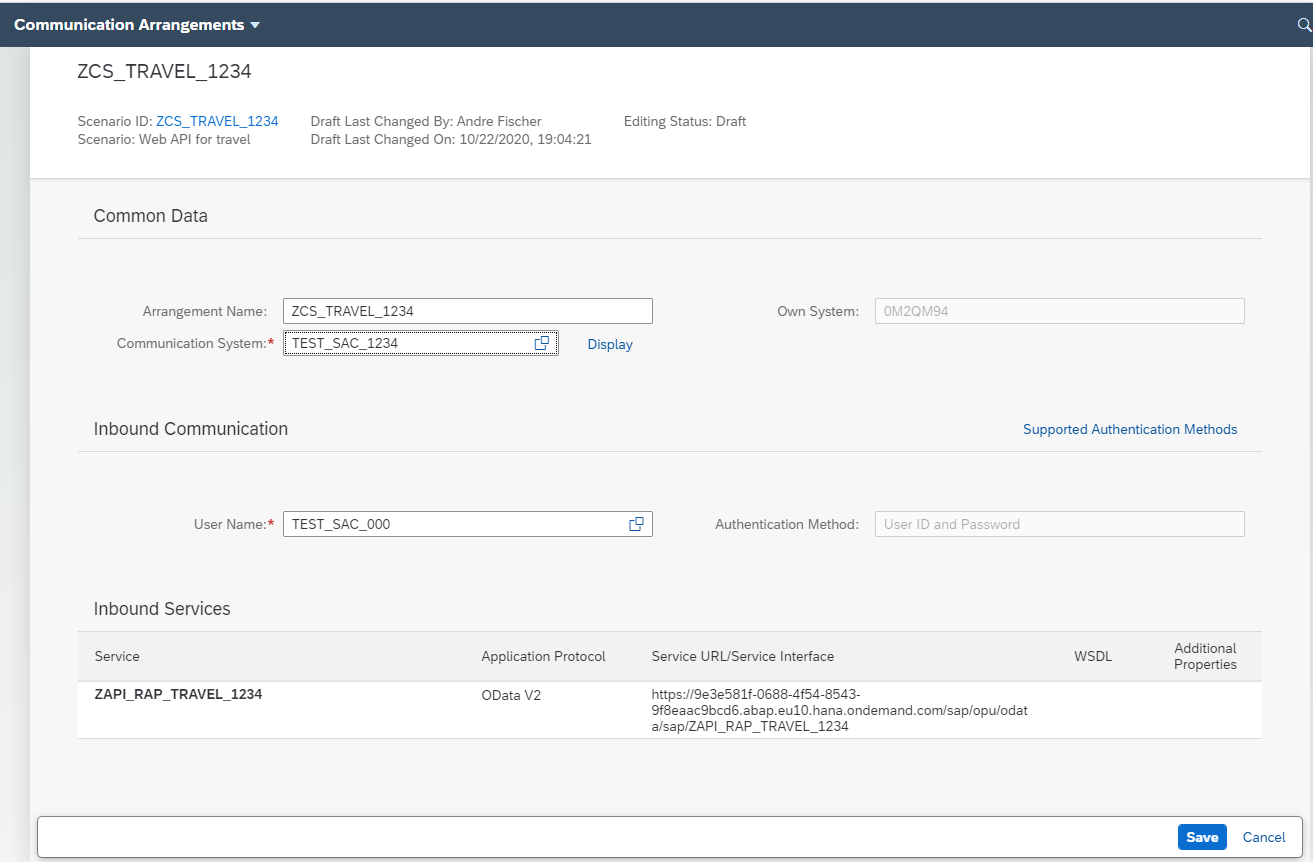 Communication Arrangements
ZCS_TRAVEL_1234
Scenario ID: ZCS_TRAVEL_1234 Draft Last Changed By: Andre Fischer Editing Status: Draft
Scenario: Web API for travel Draft Last Changed On: 10/22/2020, 19:04:21
Common Data
Arrangement Name: ZCS_TRAVEL_1234 Own System: 0M2QM94
Communication System:* TEST_SAC_1234 Display
Inbound Communication Supported Authentication Methods
User Name:* TEST_SAC_000 Authentication Method: User ID and Password
Inbound Services
Service Application Protocol Service URL/Service Interface WSDL Additional Properties
ZAPI_RAP_TRAVEL_1234 OData V2 https://9e3e581f-0688-4f54-8543-
9f8eaac9bcd6.abap.eu10.hana.ondemand.com/sap/opu/odat
a/sap/ZAPI_RAP_TRAVEL_1234
Save Cancel